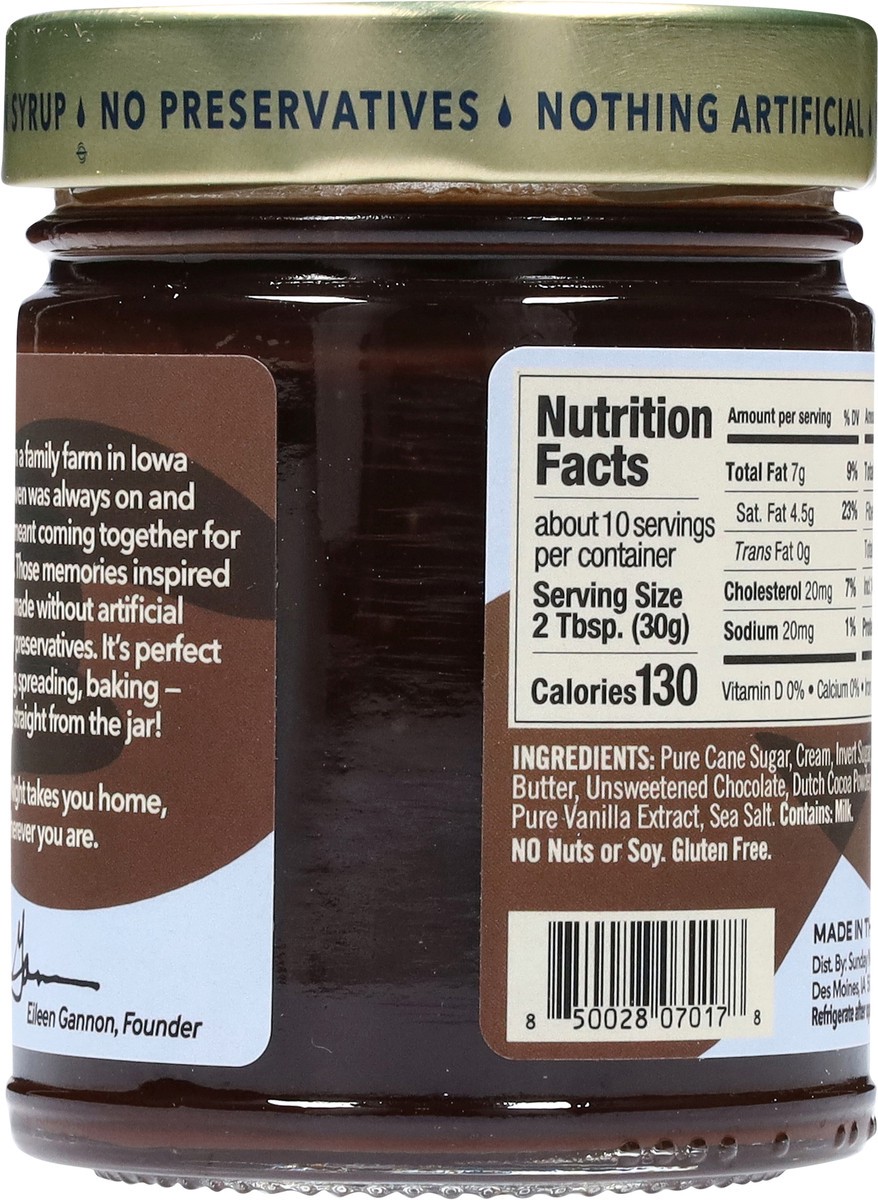 SYRUP NO PRESERVATIVES NOTHING ARTIFICIAL
a family farm in Iowa
was always on and
coming together for
Those memories inspired
without artificial
preservatives. It's perfect
spreading, baking –
straight from the jar!
takes you home,
you are.
Eileen Gannon, Founder
Nutrition
Facts
about 10 servings
per container
Serving Size
2 Tbsp. (30g)
Calories 130
Amount per serving % DV
Total Fat 7g 9%
Sat. Fat 4.5g 23%
Trans Fat 0g
Cholesterol 20mg 7%
Sodium 20mg 1%
Vitamin D 0% • Calcium 0% •
INGREDIENTS: Pure Cane Sugar, Cream, Invert Sugar
Butter, Unsweetened Chocolate, Dutch Cocoa Powder
Pure Vanilla Extract, Sea Salt. Contains: Milk.
NO Nuts or Soy. Gluten Free.
8 50028 07017 8
MADE IN
Dist. By: Sunday
Des Moines, IA
Refrigerate after